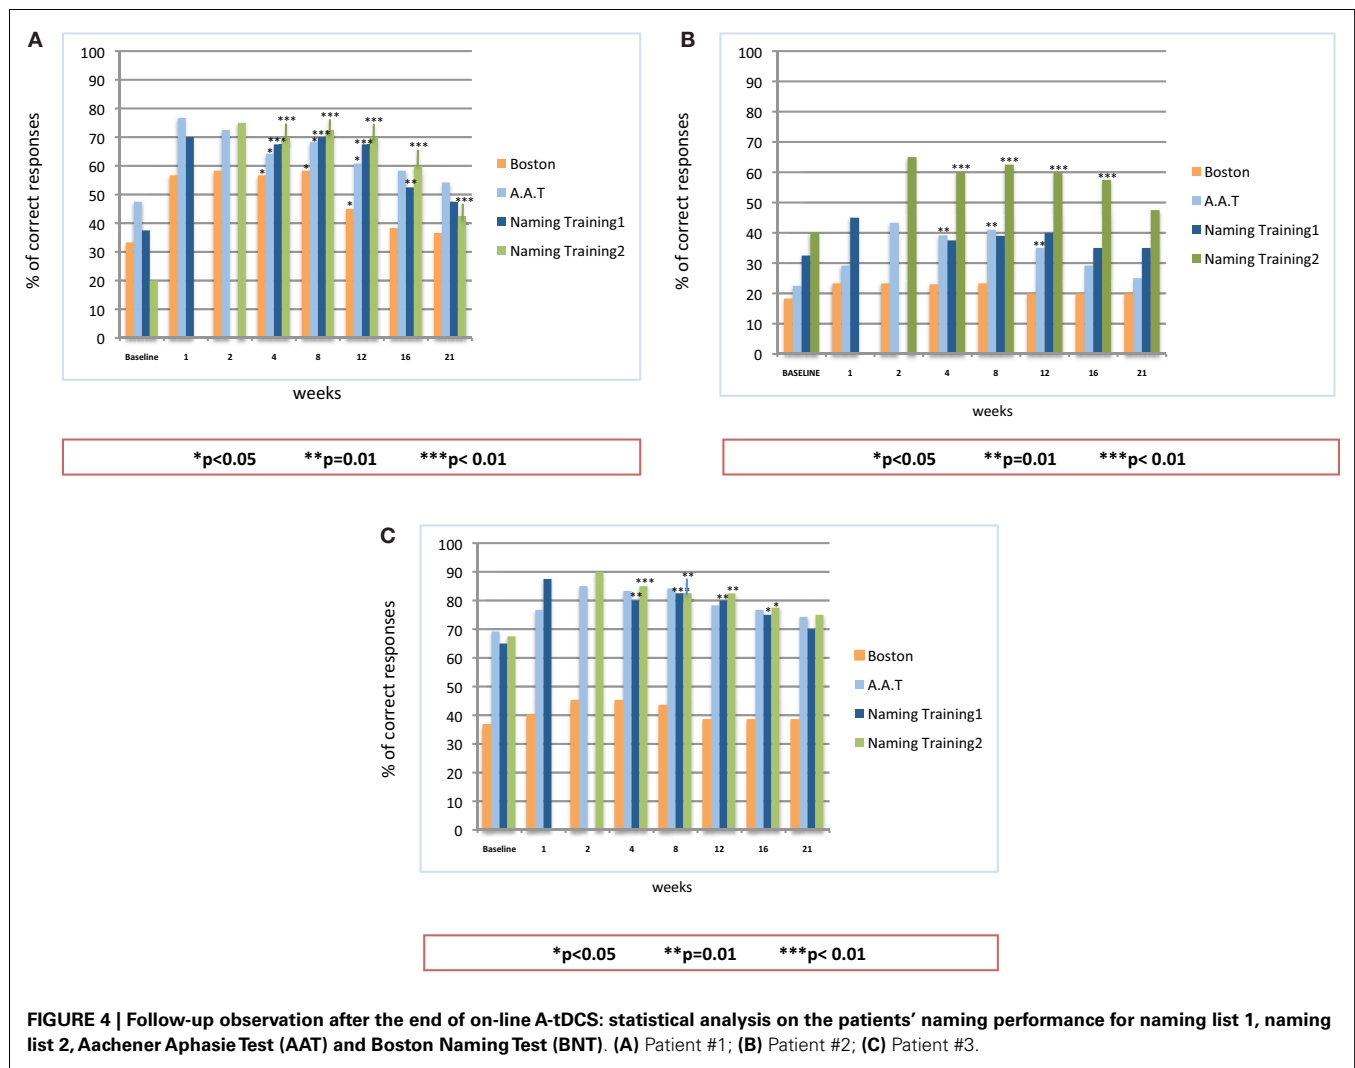 A
% of correct responses
100
90
80
70
60
50
40
30
20
10
0
*
*
***
***
*
*
***
***
*
*
***
***
**
***
***
Baseline 1 2 4 8 12 16 21
weeks
Boston
A.A.T
Naming Training1
Naming Training2
*p<0.05 **p=0.01 ***p< 0.01
B
% of correct responses
100
90
80
70
60
50
40
30
20
10
0
**
***
**
***
**
***
***
BASELINE 1 2 4 8 12 16 21
weeks
Boston
A.A.T
Naming Training1
Naming Training2
*p<0.05 **p=0.01 ***p< 0.01
C
% of correct responses
100
90
80
70
60
50
40
30
20
10
0
**
***
***
**
**
**
*
*
Baseline 1 2 4 8 12 16 21
weeks
Boston
A.A.T
Naming Training1
Naming Training2
*p<0.05 **p=0.01 ***p< 0.01
FIGURE 4 | Follow-up observation after the end of on-line A-tDCS: statistical analysis on the patients' naming performance for naming list 1, naming
list 2, Aachener Aphasie Test (AAT) and Boston Naming Test (BNT). (A) Patient #1; (B) Patient #2; (C) Patient #3.